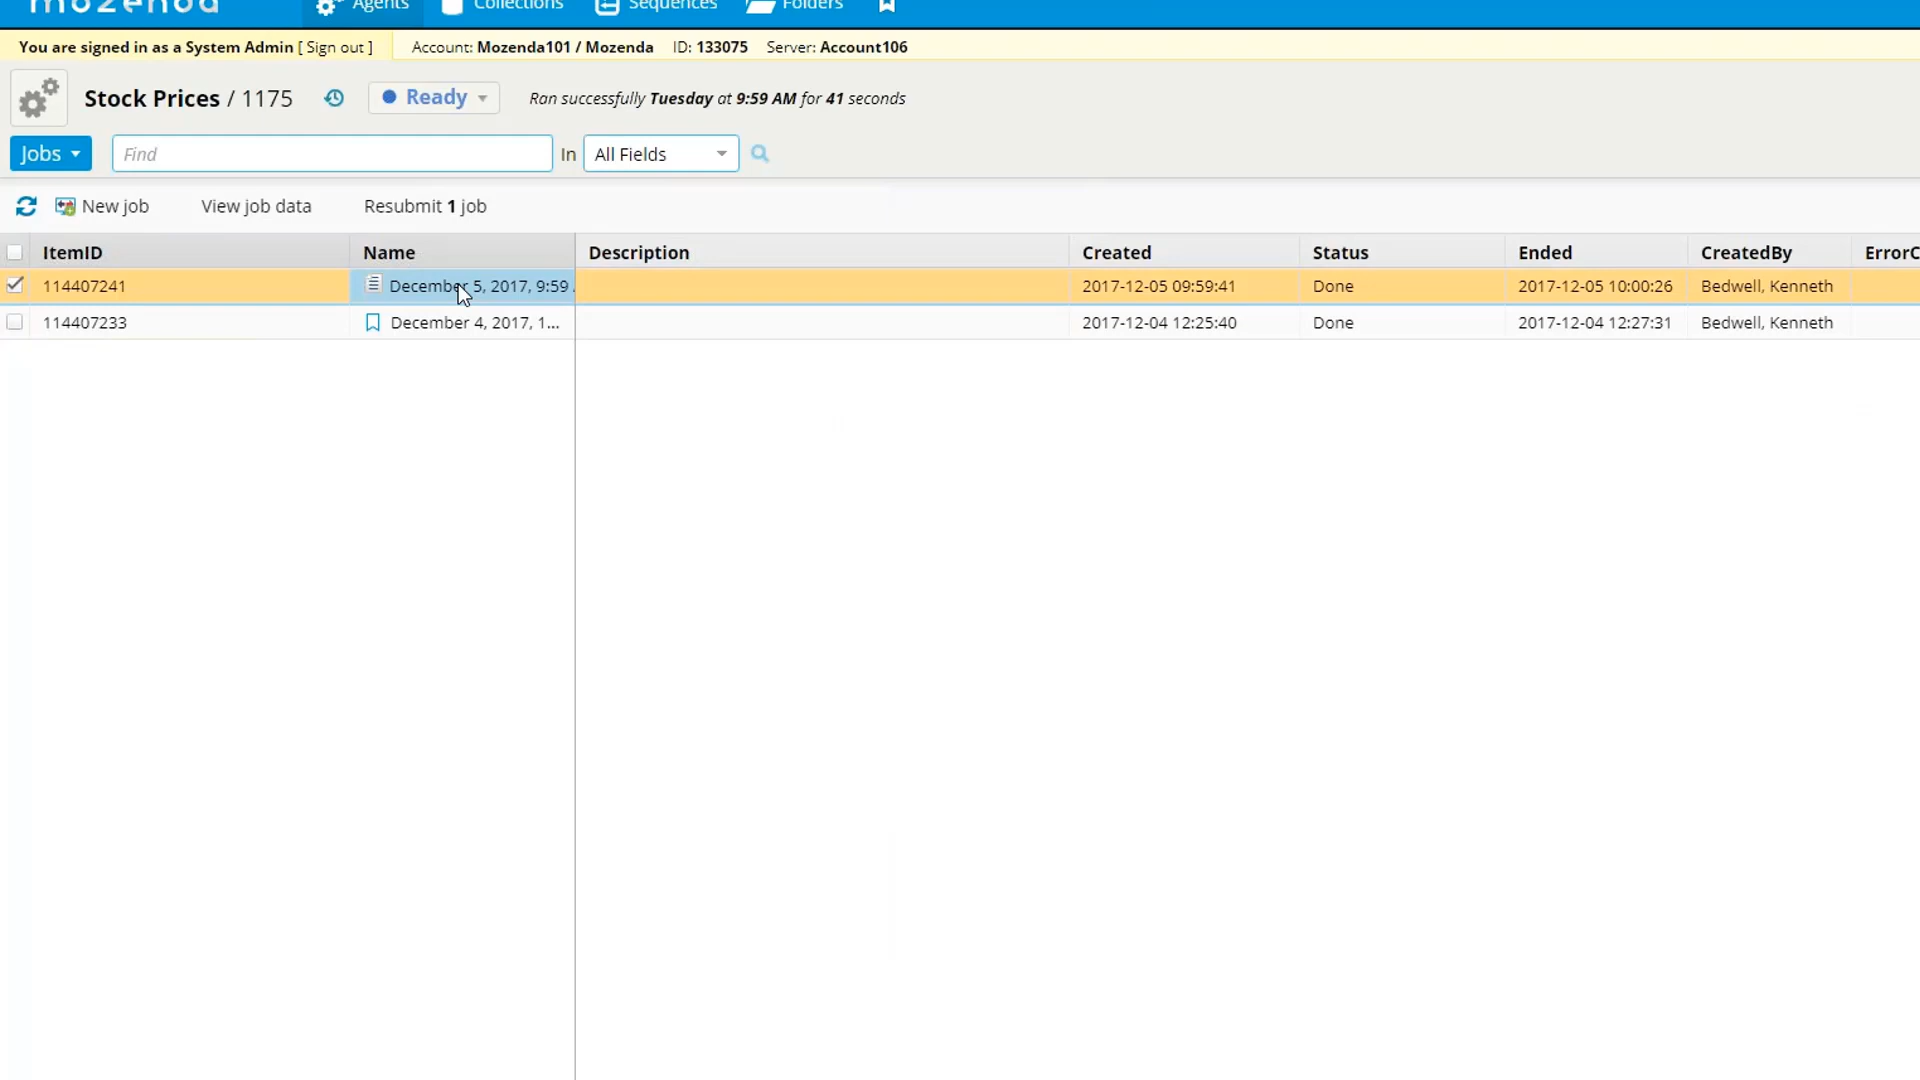 mozenda Agents Collections Sequences Folders
You are signed in as a System Admin [ Sign out ] Account: Mozenda101 / Mozenda ID: 133075 Server: Account106
Stock Prices / 1175 Ready Ran successfully Tuesday at 9:59 AM for 41 seconds
Jobs Find In All Fields
New job View job data Resubmit 1 job
ItemID Name Description Created Status Ended CreatedBy ErrorC
114407241 December 5, 2017, 9:59 2017-12-05 09:59:41 Done 2017-12-05 10:00:26 Bedwell, Kenneth
114407233 December 4, 2017, 1... 2017-12-04 12:25:40 Done 2017-12-04 12:27:31 Bedwell, Kenneth